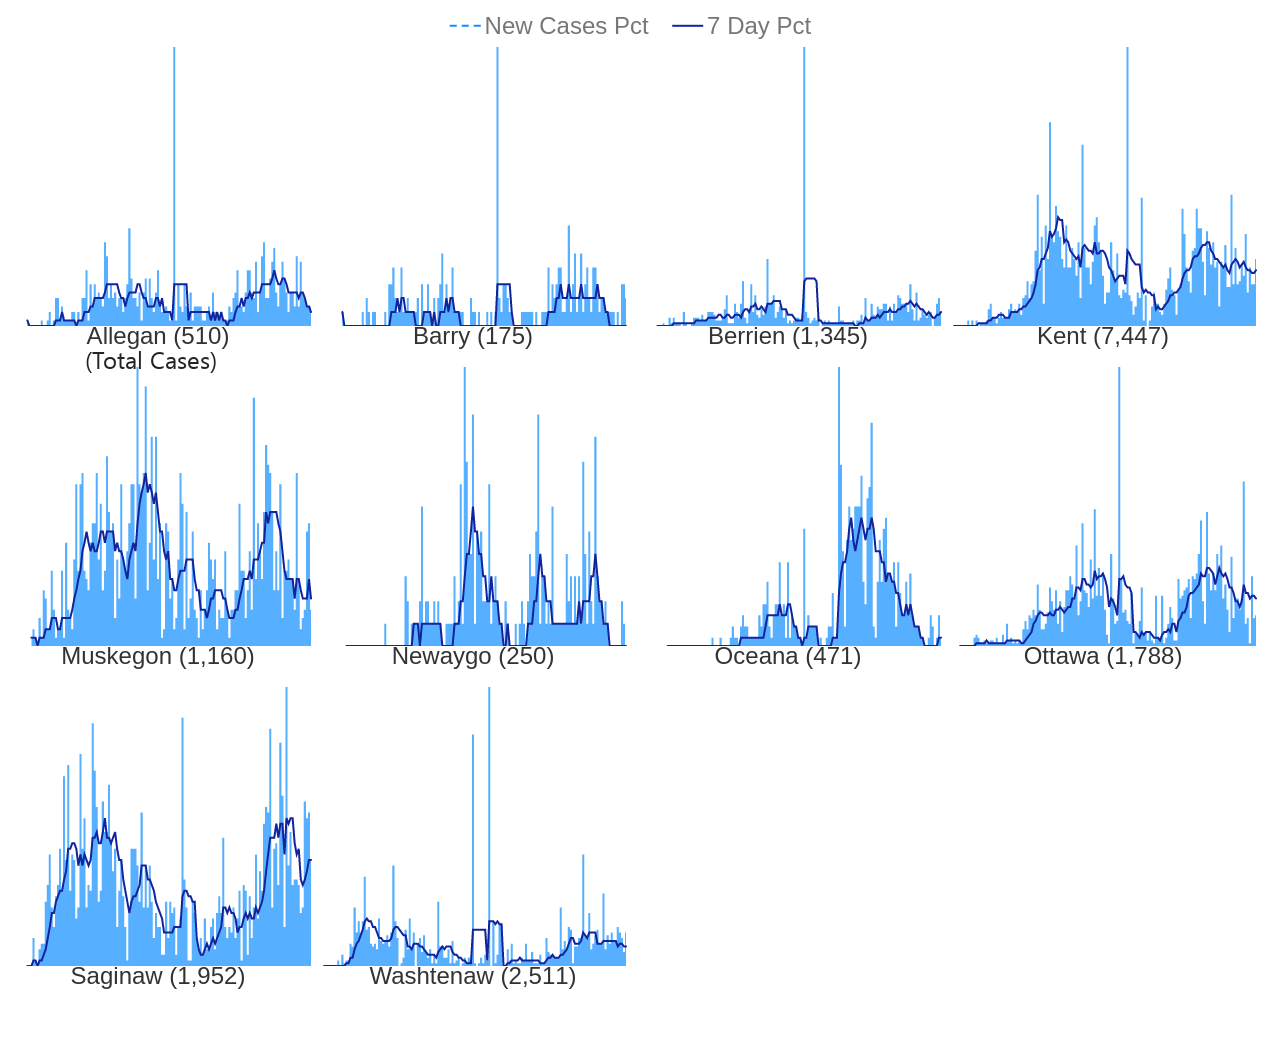 New Cases Pct 7 Day Pct
Allegan (510) Barry (175) Berrien (1,345) Kent (7,447)
(Total Cases)
Muskegon (1,160) Newaygo (250) Oceana (471) Ottawa (1,788)
Saginaw (1,952) Washtenaw (2,511)